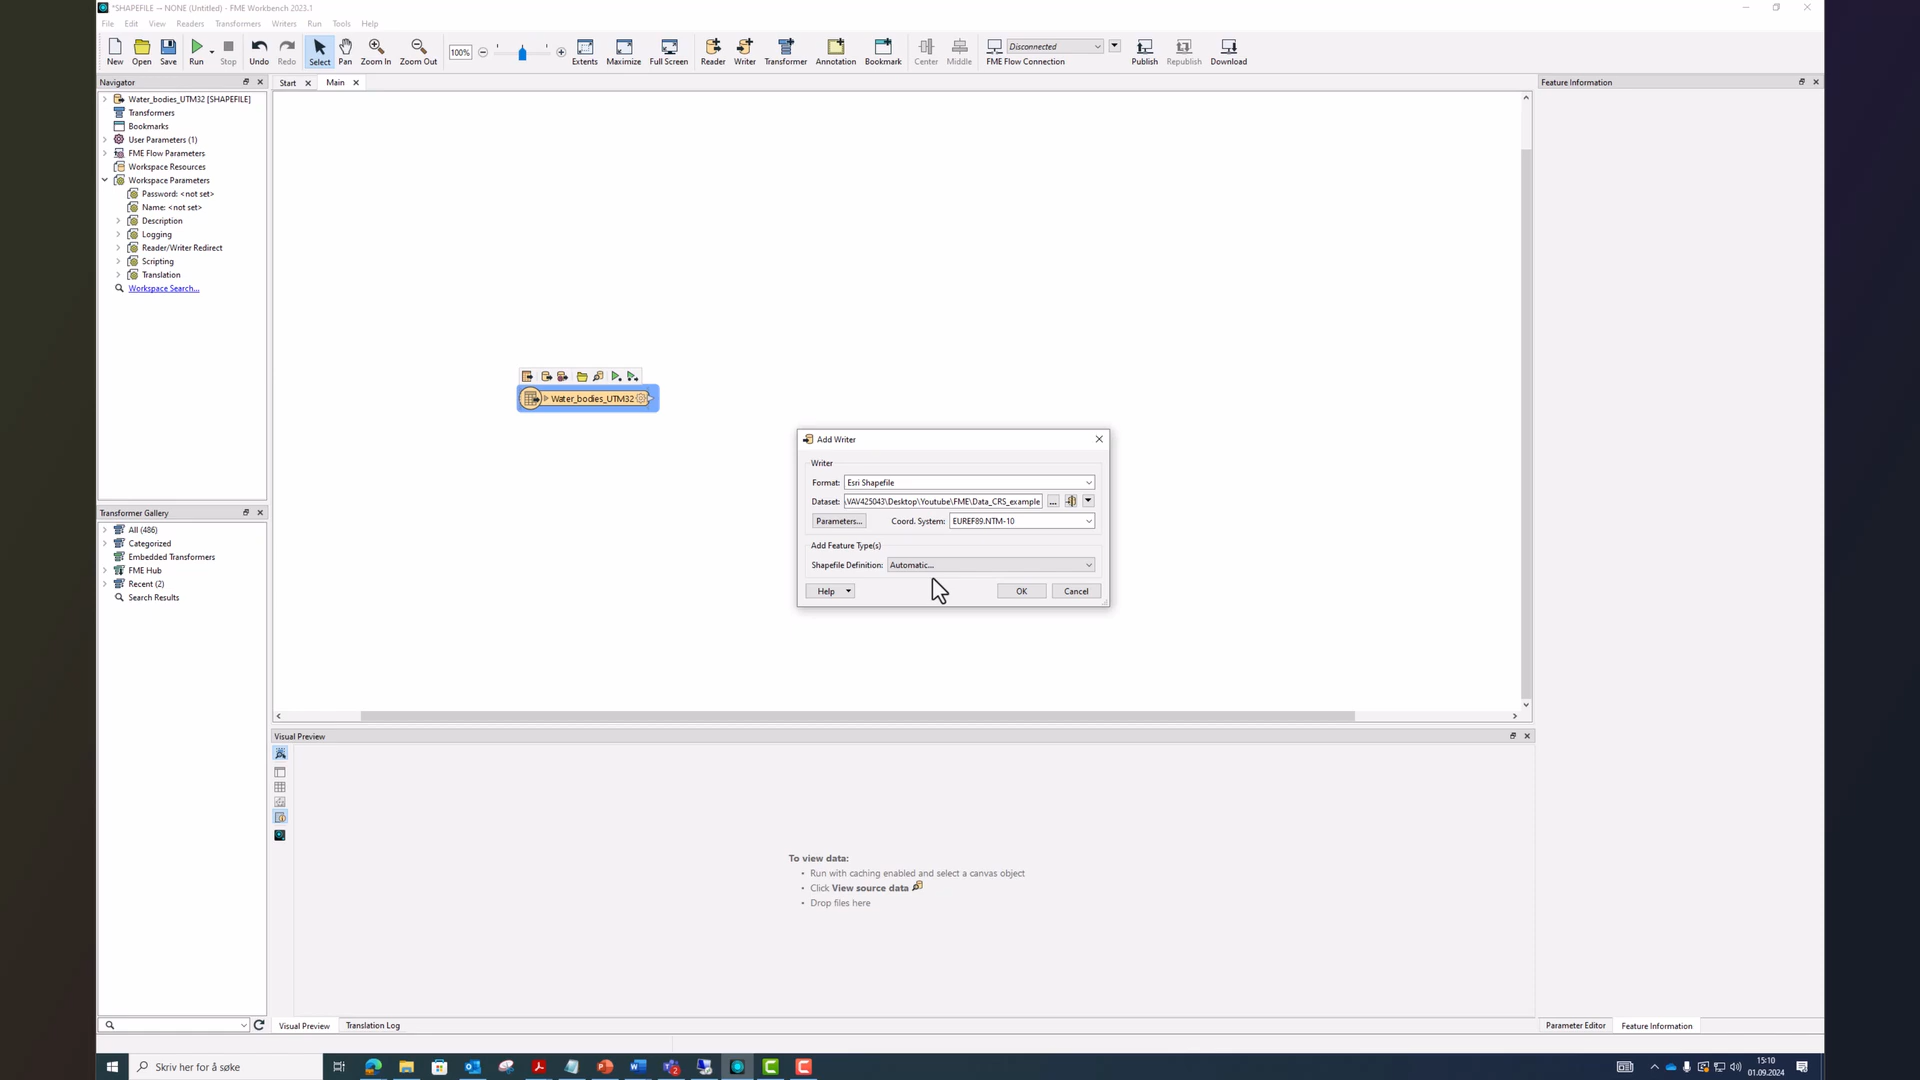 *SHAPEFILE → NONE (Untitled) - FME Workbench 2023.1
File Edit View Readers Transformers Writers Run Tools Help
New Open Save Run Stop Undo Redo Select Pan Zoom In Zoom Out 100% Extents Maximize Full Screen Reader Writer Transformer Annotation Bookmark Center Middle Disconnected FME Flow Connection Publish Republish Download
Navigator
Start Main
Feature Information
Water_bodies_UTM32 [SHAPEFILE]
Transformers
Bookmarks
User Parameters (1)
FME Flow Parameters
Workspace Resources
Workspace Parameters
Password: <not set>
Name: <not set>
Description
Logging
Reader/Writer Redirect
Scripting
Translation
Workspace Search...
Water_bodies_UTM32
Add Writer
Writer
Format: Esri Shapefile
Dataset: \VAV425043\Desktop\Youtube\FME\Data_CRS_example ...
Parameters... Coord. System: EUREF89.NTM-10
Add Feature Type(s)
Shapefile Definition: Automatic...
Help OK Cancel
Transformer Gallery
All (486)
Categorized
Embedded Transformers
FME Hub
Recent (2)
Search Results
Visual Preview
To view data:
• Run with caching enabled and select a canvas object
• Click View source data
• Drop files here
Visual Preview Translation Log
Parameter Editor Feature Information
Skriv her for å søke
15:10
01.09.2024